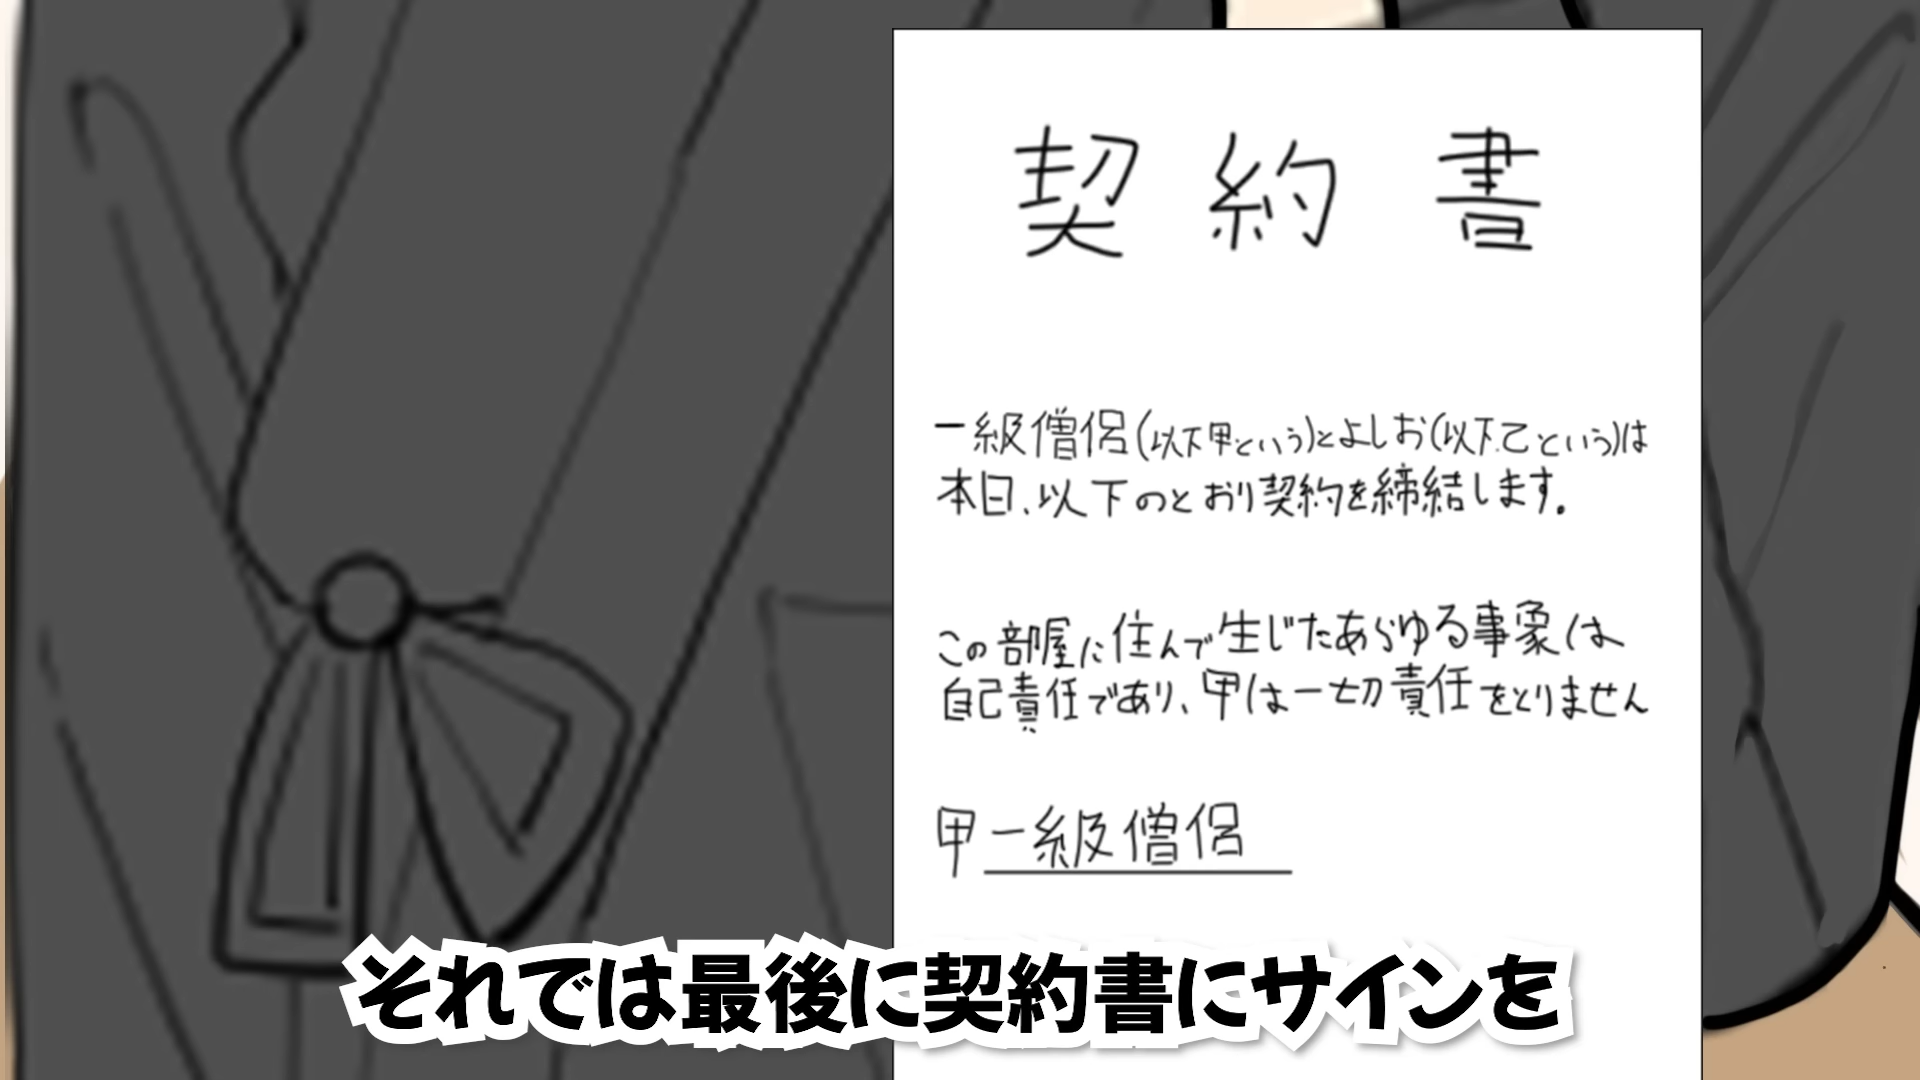 契約書
一級僧侶(以下甲という)とよしお(以下乙という)は
本日、以下のとおり契約を締結します。
この部屋に住んで生じたあらゆる事象は
自己責任であり、甲は一切責任をとりません
甲一級僧侶
それでは最後に契約書にサインを